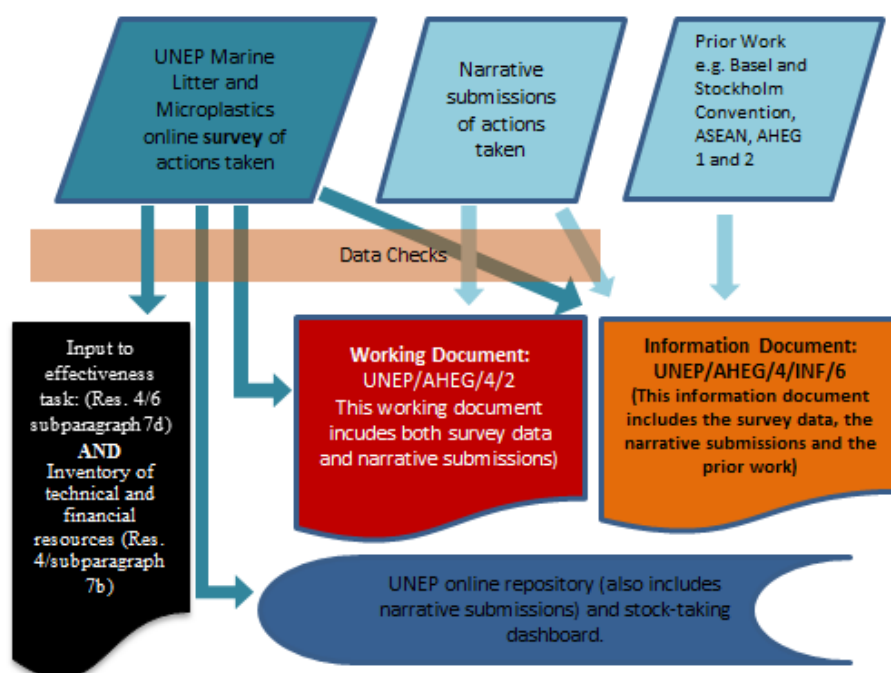 UNEP Marine
Litter and
Microplastics
online survey of
actions taken
Narrative
submissions
of actions
taken
Prior Work
e.g. Basel and
Stockholm
Convention,
ASEAN, AHEG
1 and 2
Data Checks
Input to
effectiveness
task: (Res. 4/6
subparagraph 7d)
AND
Inventory of
technical and
financial
resources (Res.
4/subparagraph
7b)
Working Document:
UNEP/AHEG/4/2
This working document
incudes both survey data
and narrative submissions)
Information Document:
UNEP/AHEG/4/INF/6
(This information document
includes the survey data, the
narrative submissions and the
prior work)
UNEP online repository (also includes
narrative submissions) and stock-taking
dashboard.